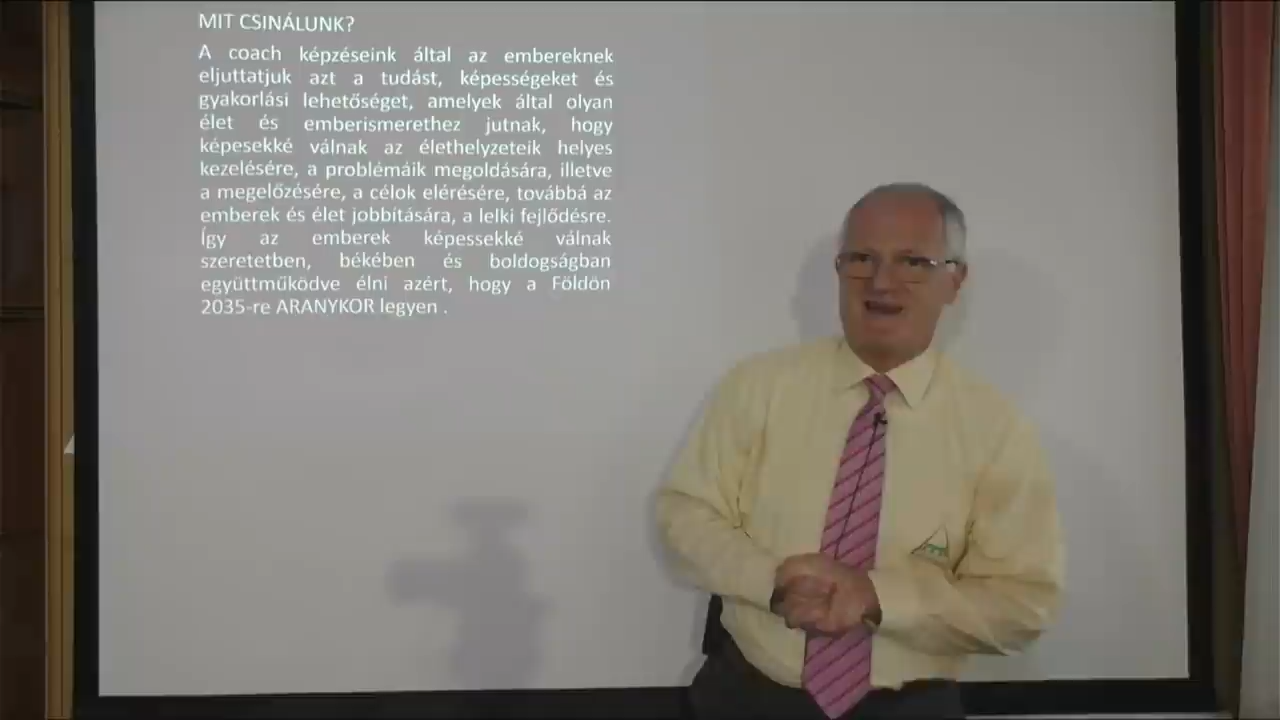 MIT CSINÁLUNK?
A coach képzéseink által az embereknek
eljuttatjuk azt a tudást, képességeket és
gyakorlási lehetőséget, amelyek által olyan
élet és emberismerethez jutnak, hogy
képesekké válnak az élethelyzeteik helyes
kezelésére, a problémáik megoldására, illetve
a megelőzésére, a célok elérésére, továbbá az
emberek és élet jobbítására, a lelki fejlődésre.
Így az emberek képessekké válnak
szeretetben, békében és boldogságban
együttműködve élni azért, hogy a Földön
2035-re ARANYKOR legyen .